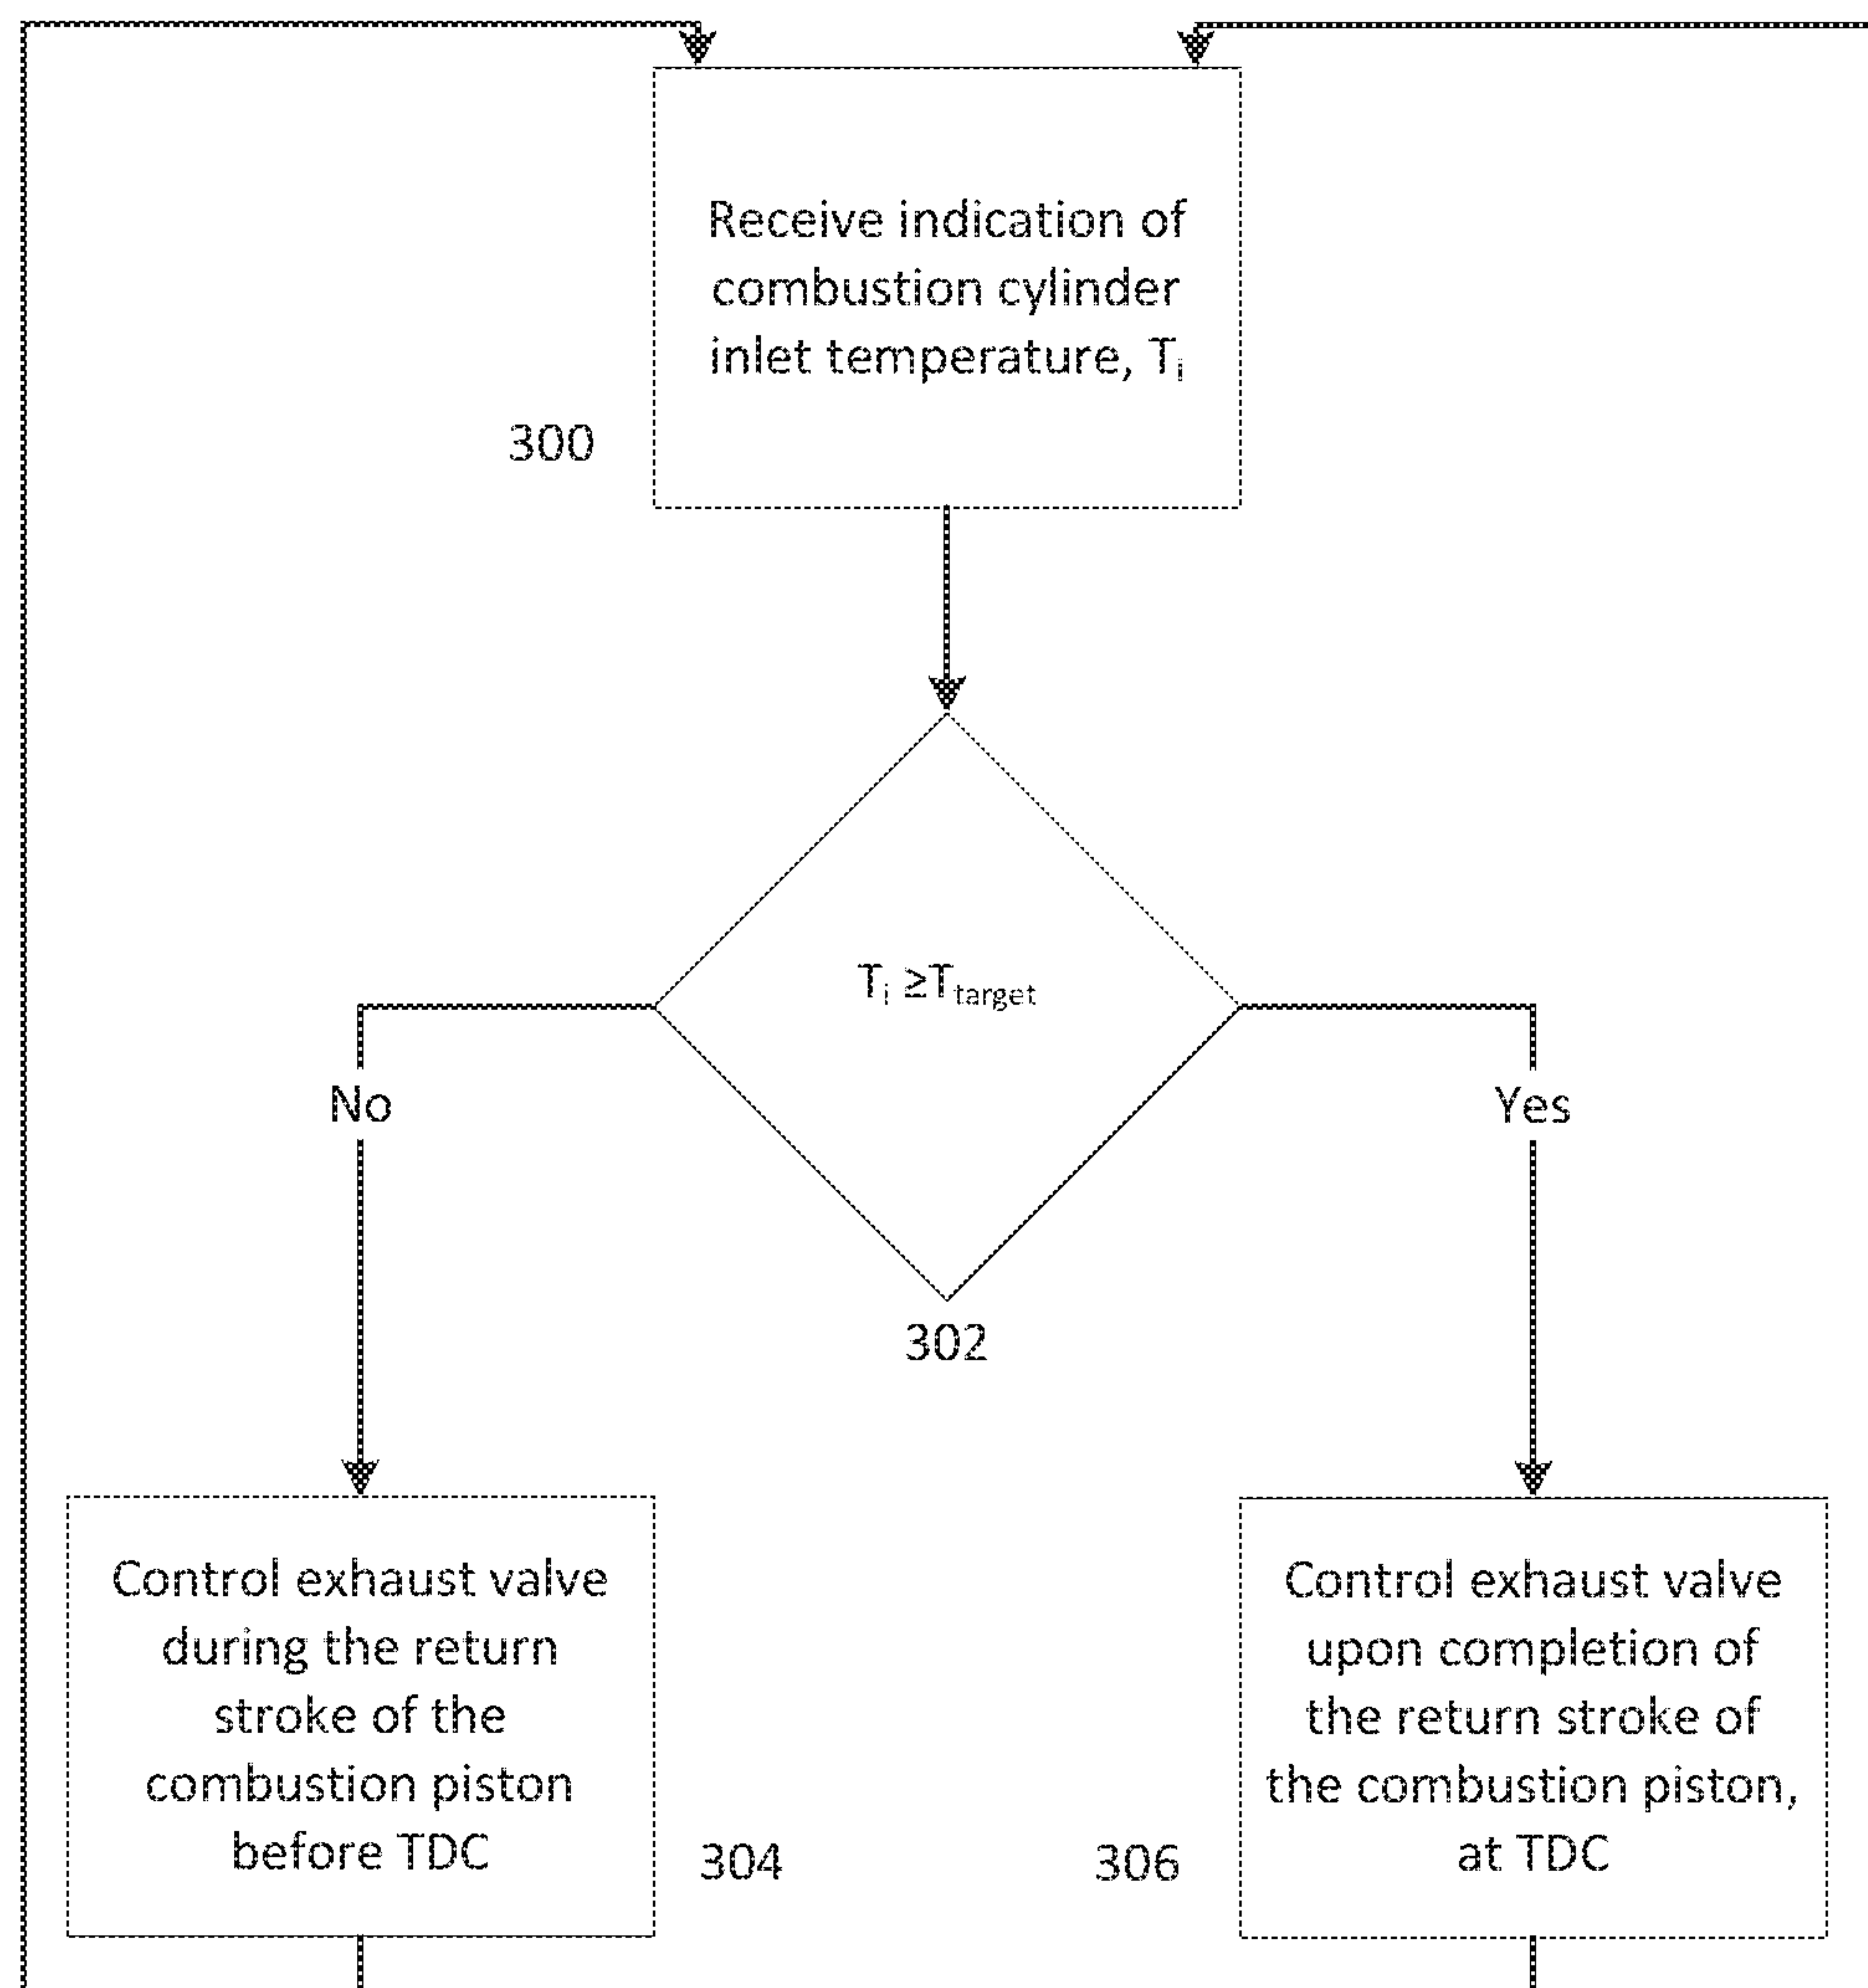 Receive indication of
combustion cylinder
inlet temperature, Ti
300
Ti ≥Ttarget
No
Yes
302
Control exhaust valve
during the return
stroke of the
combustion piston
before TDC
304
306
Control exhaust valve
upon completion of
the return stroke of
the combustion piston,
at TDC